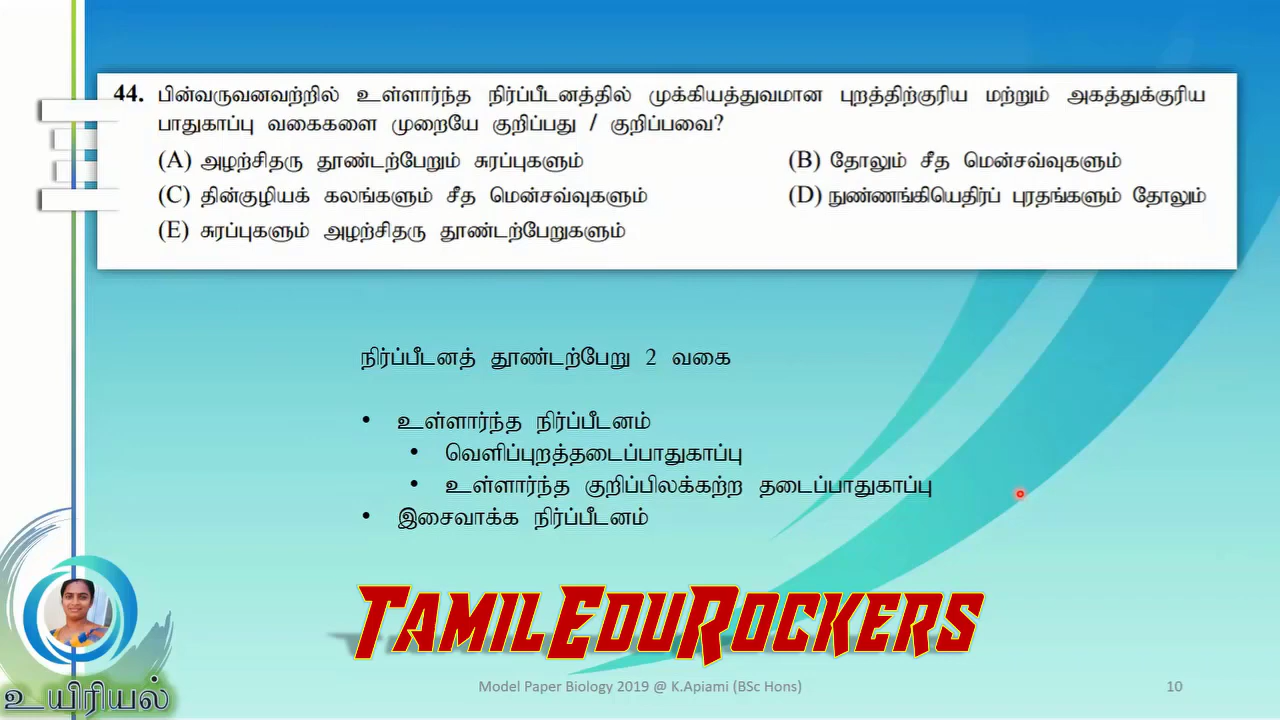 44. பின்வருவனவற்றில் உள்ளார்ந்த நிர்ப்பீடனத்தில் முக்கியத்துவமான புறத்திற்குரிய மற்றும் அகத்துக்குரிய
பாதுகாப்பு வகைகளை முறையே குறிப்பது / குறிப்பவை?
(A) அழற்சிதரு தூண்டற்பேறும் சுரப்புகளும் (B) தோலும் சீத மென்சவ்வுகளும்
(C) தின்குழியக் கலங்களும் சீத மென்சவ்வுகளும் (D) நுண்ணங்கியெதிர்ப் புரதங்களும் தோலும்
(E) சுரப்புகளும் அழற்சிதரு தூண்டற்பேறுகளும்
நிர்ப்பீடனத் தூண்டற்பேறு 2 வகை
• உள்ளார்ந்த நிர்ப்பீடனம்
• வெளிப்புறத்தடைப்பாதுகாப்பு
• உள்ளார்ந்த குறிப்பிலக்கற்ற தடைப்பாதுகாப்பு
• இசைவாக்க நிர்ப்பீடனம்
TAMILEDUROCKERS
உயிரியல்
Model Paper Biology 2019 @ K.Apiami (BSc Hons) 10